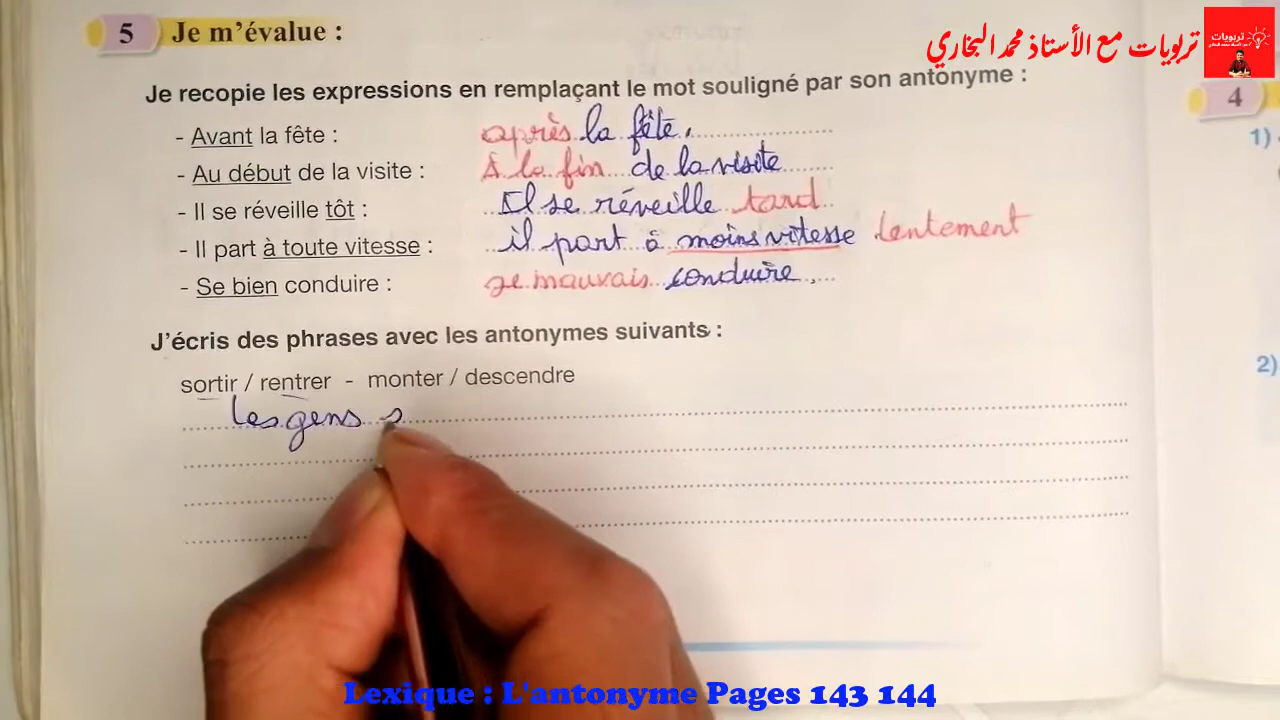 5 Je m'évalue :
تربويات مع الأستاذ محمد البخاري
تربويات
4
Je recopie les expressions en remplaçant le mot souligné par son antonyme :
1)
- Avant la fête : après la fête.
- Au début de la visite : À la fin de la visite
- Il se réveille tôt : Il se réveille tard
- Il part à toute vitesse : il part à moins vitesse lentement
- Se bien conduire : se mauvais conduire.
J'écris des phrases avec les antonymes suivants :
2)
sortir / rentrer - monter / descendre
les gens s
Lexique : L'antonyme Pages 143 144